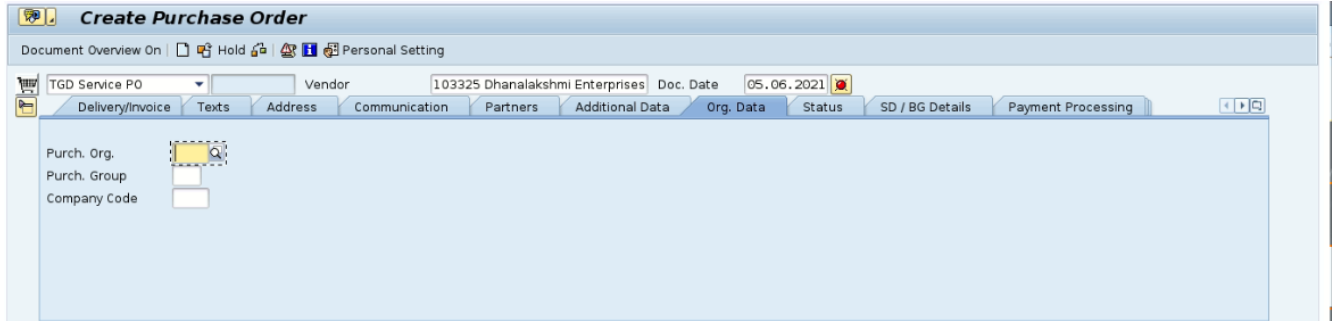 Create Purchase Order
Document Overview On Hold Personal Setting
TGD Service PO Vendor 103325 Dhanalakshmi Enterprises Doc. Date 05.06.2021
Delivery/Invoice Texts Address Communication Partners Additional Data Org. Data Status SD / BG Details Payment Processing
Purch. Org.
Purch. Group
Company Code